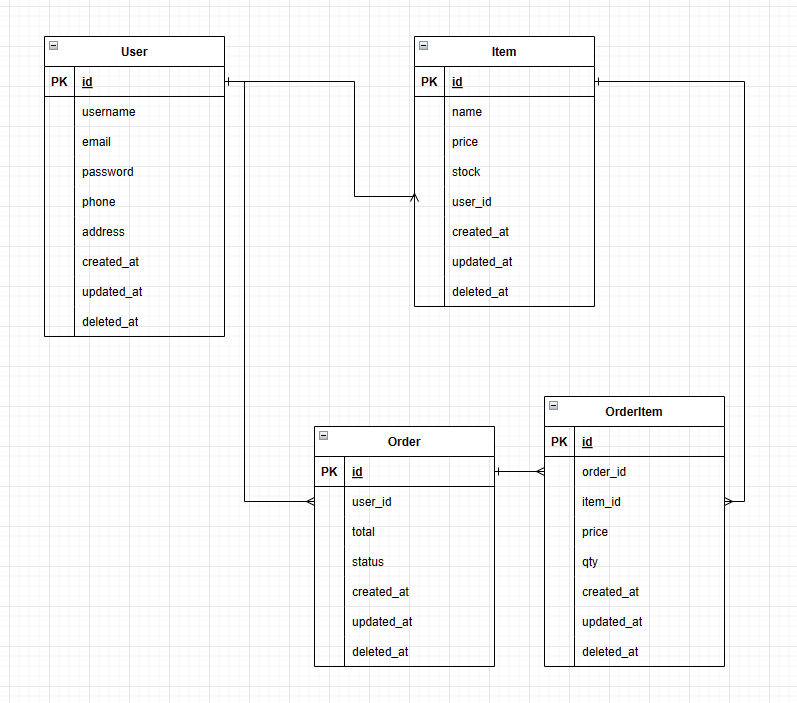 User
PK id
username
email
password
phone
address
created_at
updated_at
deleted_at
Item
PK id
name
price
stock
user_id
created_at
updated_at
deleted_at
Order
PK id
user_id
total
status
created_at
updated_at
deleted_at
OrderItem
PK id
order_id
item_id
price
qty
created_at
updated_at
deleted_at